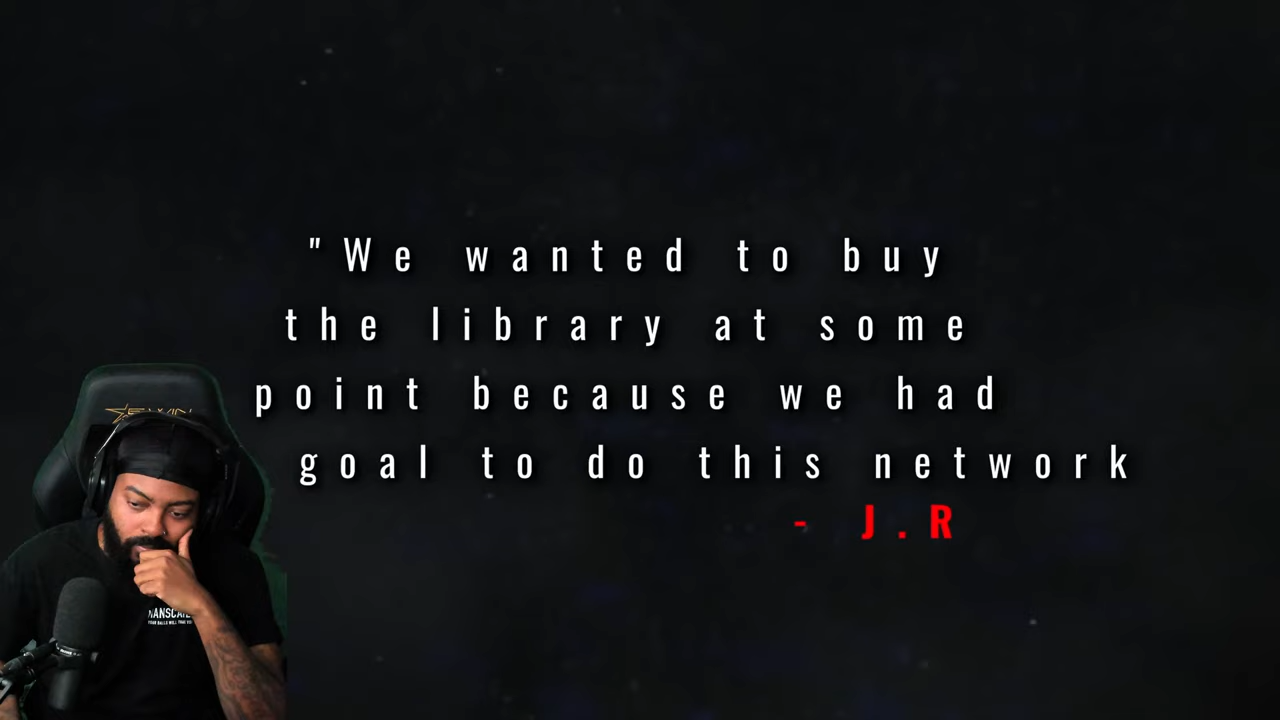 "We wanted to buy
the library at some
point because we had
goal to do this network
- J.R